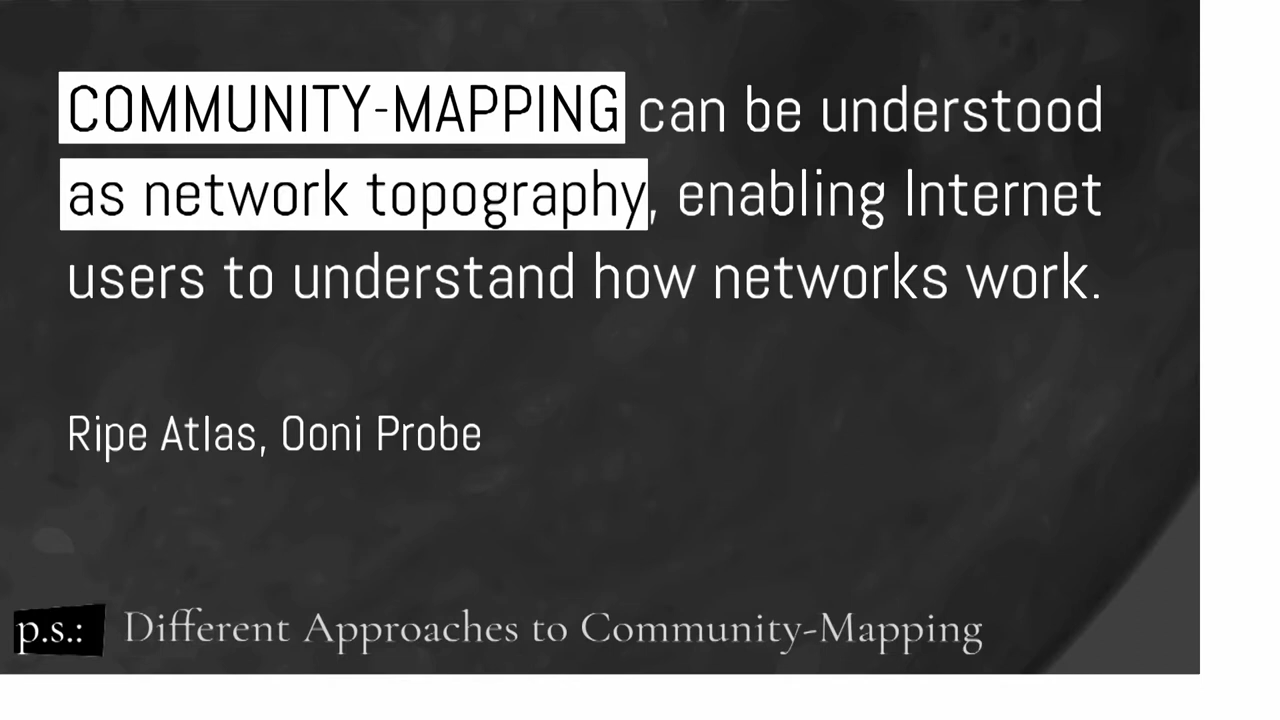 COMMUNITY-MAPPING can be understood
as network topography, enabling Internet
users to understand how networks work.
Ripe Atlas, Ooni Probe
p.s.: Different Approaches to Community-Mapping